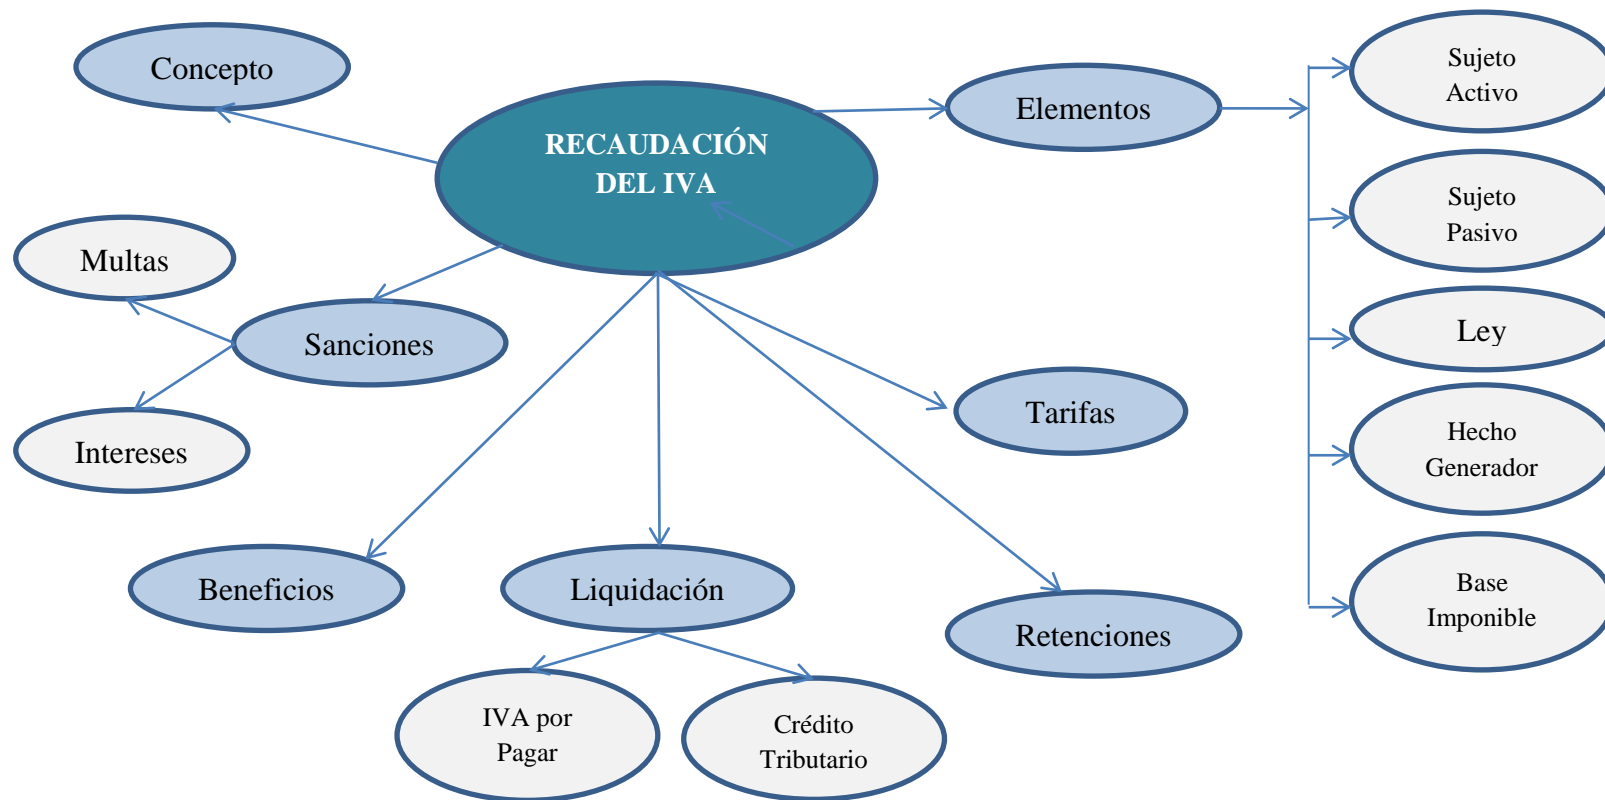 Concepto
RECAUDACIÓN
DEL IVA
Elementos
Sujeto
Activo
Sujeto
Pasivo
Ley
Hecho
Generador
Base
Imponible
Multas
Sanciones
Intereses
Tarifas
Beneficios
Liquidación
Retenciones
IVA por
Pagar
Crédito
Tributario